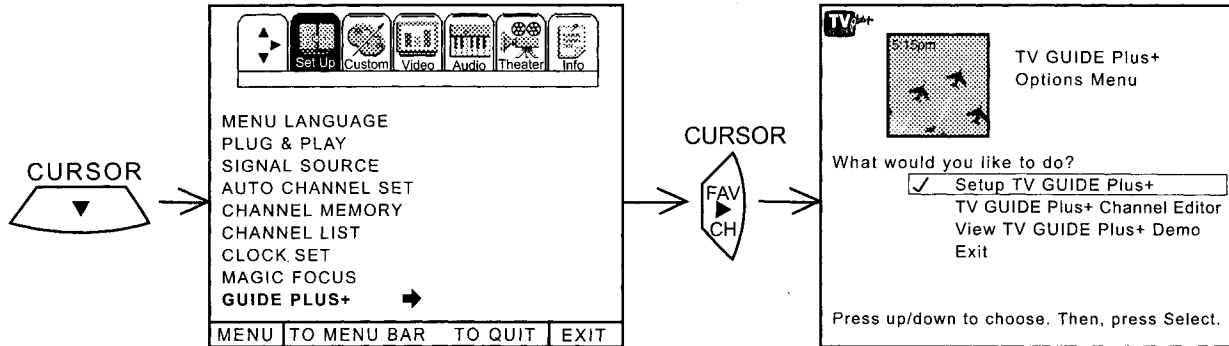 CURSOR
Set Up Custom Video Audio Theater Info
MENU LANGUAGE
PLUG & PLAY
SIGNAL SOURCE
AUTO CHANNEL SET
CHANNEL MEMORY
CHANNEL LIST
CLOCK SET
MAGIC FOCUS
GUIDE PLUS+
MENU TO MENU BAR TO QUIT EXIT
CURSOR
FAV
CH
TV
5:15pm
TV GUIDE Plus+
Options Menu
What would you like to do?
✓ Setup TV GUIDE Plus+
TV GUIDE Plus+ Channel Editor
View TV GUIDE Plus+ Demo
Exit
Press up/down to choose. Then, press Select.